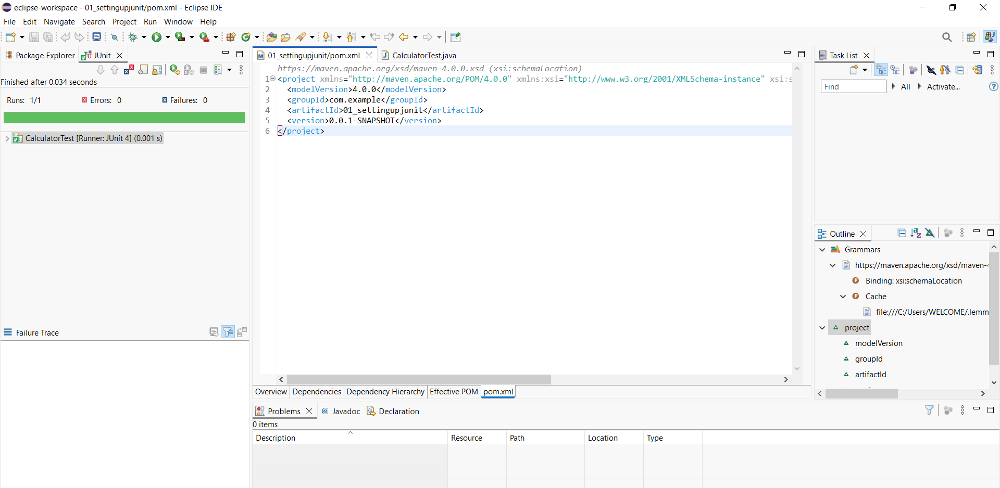 eclipse-workspace - 01_settingupjunit/pom.xml - Eclipse IDE
File Edit Navigate Search Project Run Window Help
Package Explorer JUnit
Finished after 0.034 seconds
Runs: 1/1 Errors: 0 Failures: 0
CalculatorTest [Runner: JUnit 4] (0.001 s)
Failure Trace
01_settingupjunit/pom.xml CalculatorTest.java
https://maven.apache.org/xsd/maven-4.0.0.xsd (xsi:schemaLocation)
1 <project xmlns="http://maven.apache.org/POM/4.0.0" xmlns:xsi="http://www.w3.org/2001/XMLSchema-instance" xsi:s
2 <modelVersion>4.0.0</modelVersion>
3 <groupId>com.example</groupId>
4 <artifactId>01_settingupjunit</artifactId>
5 <version>0.0.1-SNAPSHOT</version>
6 </project>
Overview Dependencies Dependency Hierarchy Effective POM pom.xml
Problems Javadoc Declaration
0 items
Description Resource Path Location Type
Task List
Find All Activate...
Outline
Grammars
https://maven.apache.org/xsd/maven-4
Binding: xsi:schemaLocation
Cache
file:///C:/Users/WELCOME/.lemm
project
modelVersion
groupId
artifactId